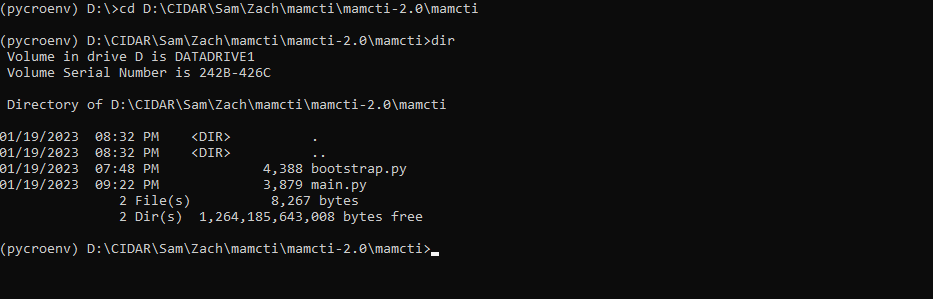 (pycroenv) D:\>cd D:\CIDAR\Sam\Zach\mamcti\mamcti-2.0\mamcti
(pycroenv) D:\CIDAR\Sam\Zach\mamcti\mamcti-2.0\mamcti>dir
 Volume in drive D is DATADRIVE1
 Volume Serial Number is 242B-426C
 Directory of D:\CIDAR\Sam\Zach\mamcti\mamcti-2.0\mamcti
01/19/2023  08:32 PM    <DIR>          .
01/19/2023  08:32 PM    <DIR>          ..
01/19/2023  07:48 PM             4,388 bootstrap.py
01/19/2023  09:22 PM             3,879 main.py
               2 File(s)          8,267 bytes
               2 Dir(s)  1,264,185,643,008 bytes free
(pycroenv) D:\CIDAR\Sam\Zach\mamcti\mamcti-2.0\mamcti>